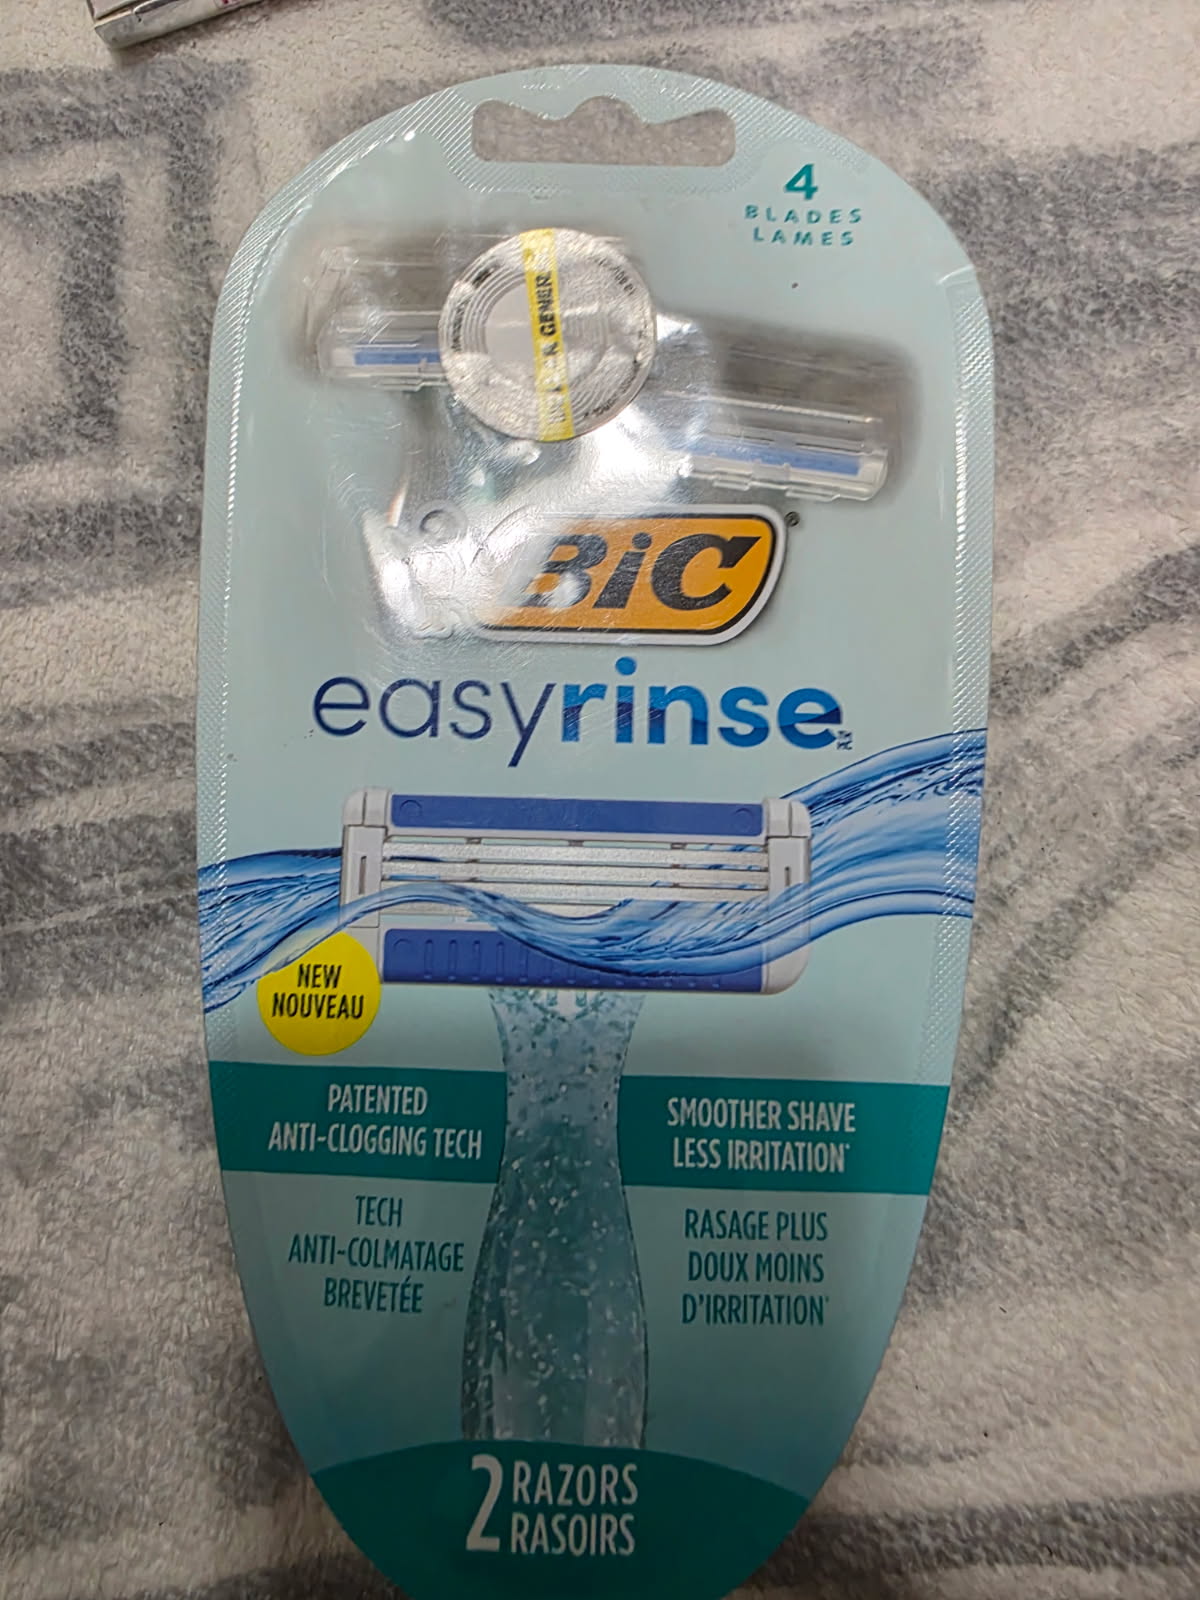 4
BLADES
LAMES
BiC®
easyrinse
NEW
NOUVEAU
PATENTED
ANTI-CLOGGING TECH
SMOOTHER SHAVE
LESS IRRITATION*
TECH
ANTI-COLMATAGE
BREVETÉE
RASAGE PLUS
DOUX MOINS
D'IRRITATION*
2 RAZORS
RASOIRS